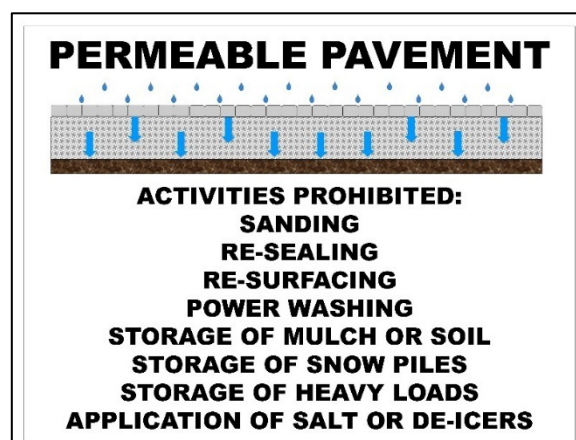 PERMEABLE PAVEMENT
ACTIVITIES PROHIBITED:
SANDING
RE-SEALING
RE-SURFACING
POWER WASHING
STORAGE OF MULCH OR SOIL
STORAGE OF SNOW PILES
STORAGE OF HEAVY LOADS
APPLICATION OF SALT OR DE-ICERS